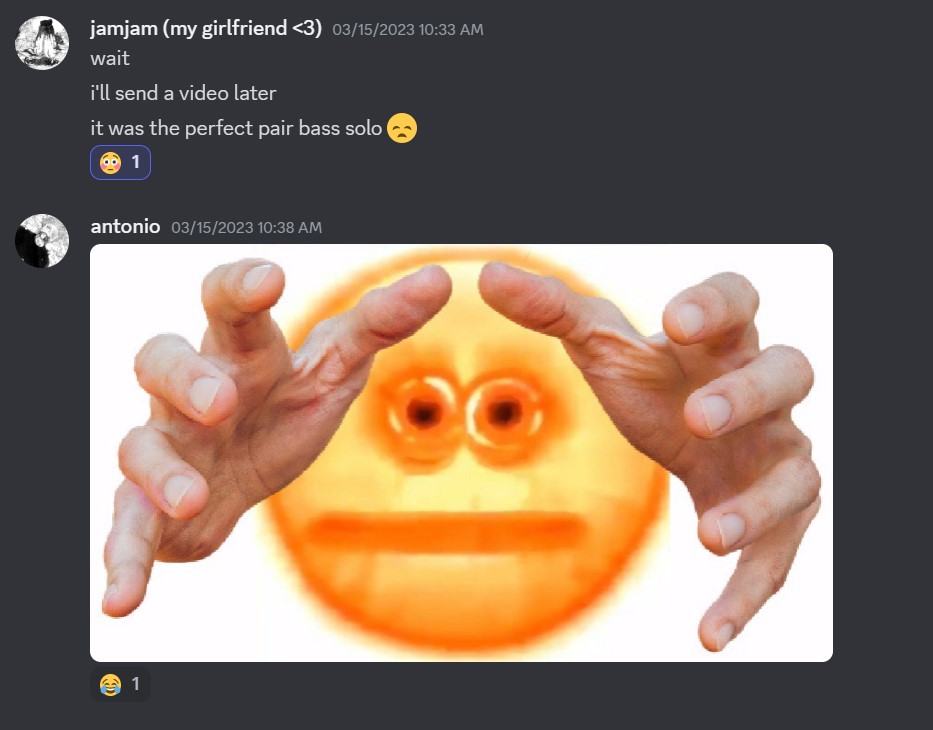 jamjam (my girlfriend <3) 03/15/2023 10:33 AM
wait
i'll send a video later
it was the perfect pair bass solo 😞
😳 1
antonio 03/15/2023 10:38 AM
😂 1